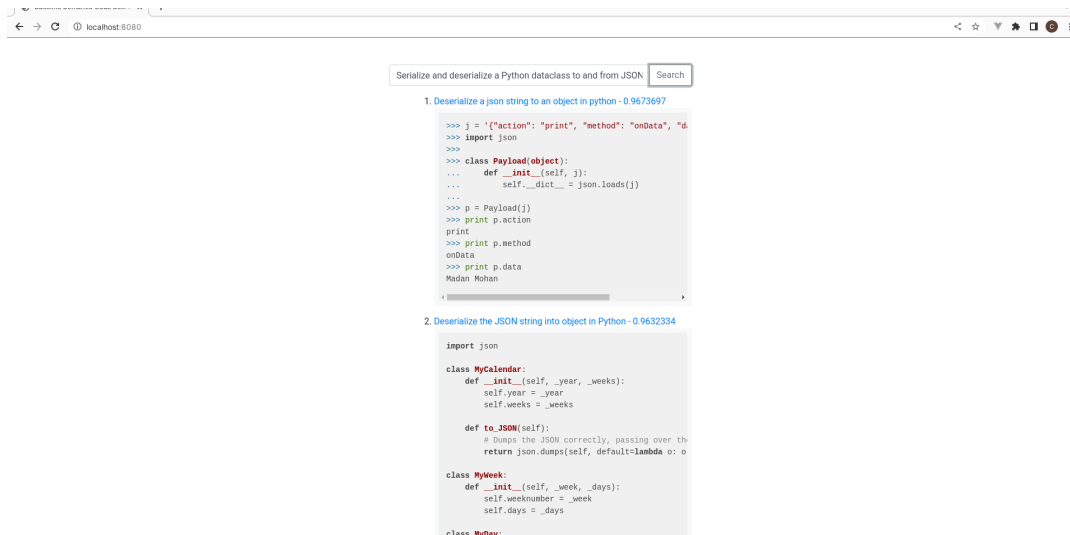 localhost:8080
Serialize and deserialize a Python dataclass to and from JSON
Search
1. Deserialize a json string to an object in python - 0.9673697
>>> j = '{"action": "print", "method": "onData", "d
>>> import json
>>>
>>> class Payload(object):
...     def __init__(self, j):
...         self.__dict__ = json.loads(j)
...
>>> p = Payload(j)
>>> print p.action
print
>>> print p.method
onData
>>> print p.data
Madan Mohan
2. Deserialize the JSON string into object in Python - 0.9632334
import json
class MyCalendar:
    def __init__(self, _year, _weeks):
        self.year = _year
        self.weeks = _weeks
    def to_JSON(self):
        # Dumps the JSON correctly, passing over the
        return json.dumps(self, default=lambda o: o
class MyWeek:
    def __init__(self, _week, _days):
        self.weeknumber = _week
        self.days = _days
class MyDay: